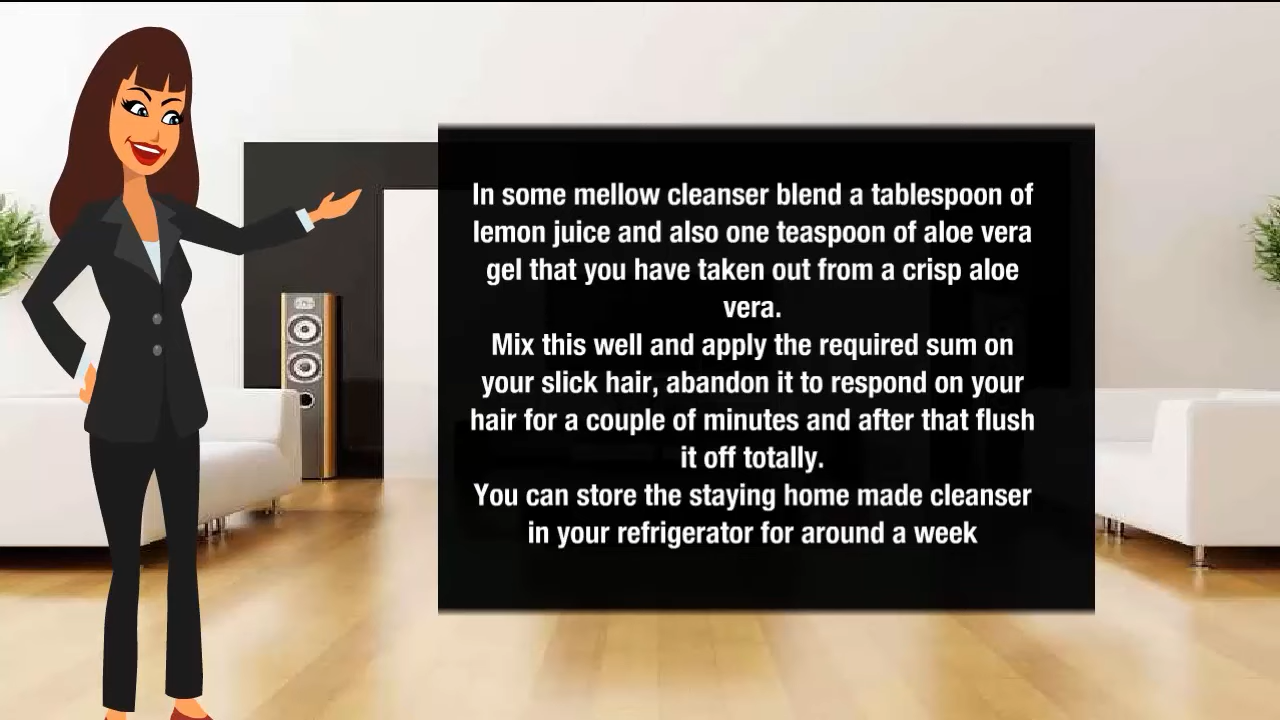 In some mellow cleanser blend a tablespoon of
lemon juice and also one teaspoon of aloe vera
gel that you have taken out from a crisp aloe
vera.
Mix this well and apply the required sum on
your slick hair, abandon it to respond on your
hair for a couple of minutes and after that flush
it off totally.
You can store the staying home made cleanser
in your refrigerator for around a week